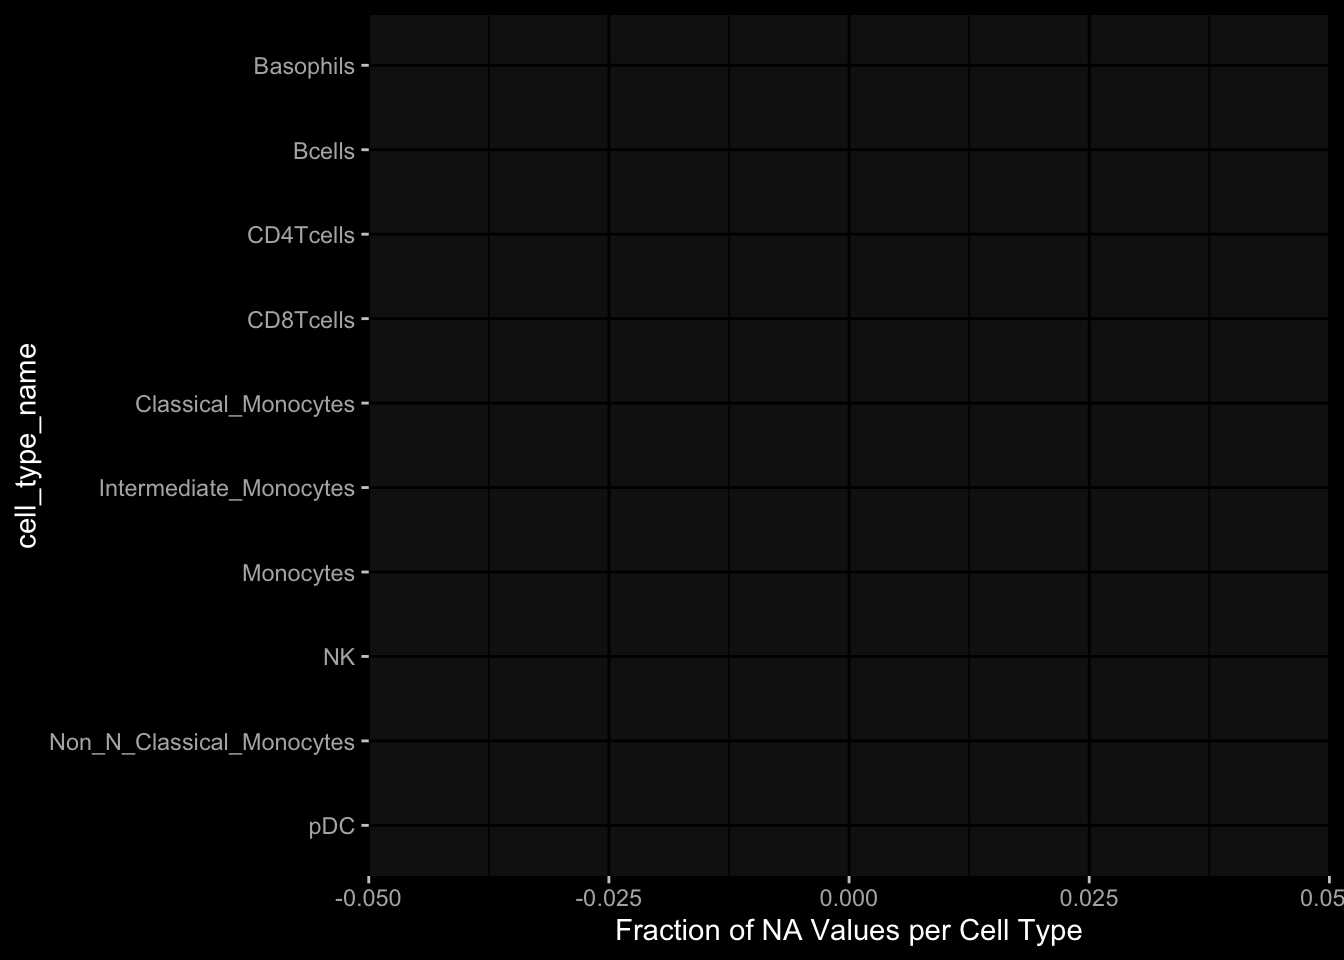 Basophils
Bcells
CD4Tcells
CD8Tcells
Classical_Monocytes
Intermediate_Monocytes
Monocytes
NK
Non_N_Classical_Monocytes
pDC
cell_type_name
-0.050 -0.025 0.000 0.025 0.05
Fraction of NA Values per Cell Type